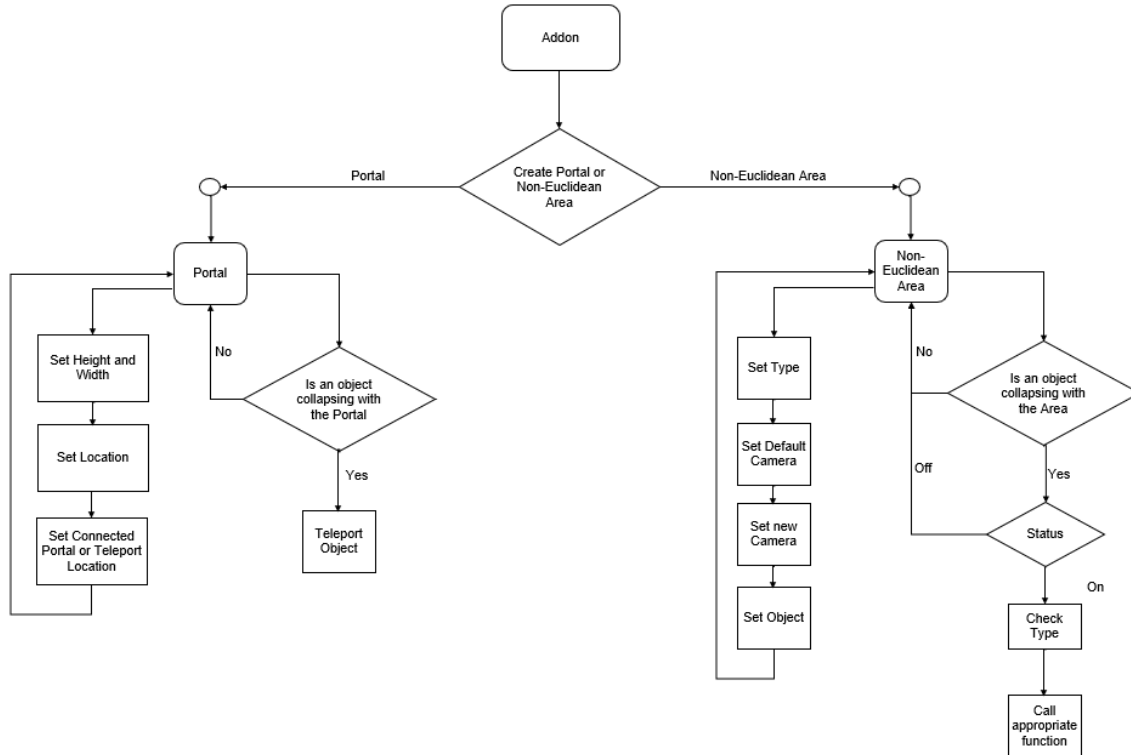 Addon
Create Portal or
Non-Euclidean
Area
Portal
Non-Euclidean Area
Portal
Set Height and
Width
Set Location
Set Connected
Portal or Teleport
Location
No
Is an object
collapsing with
the Portal
Yes
Teleport
Object
Non-
Euclidean
Area
Set Type
Set Default
Camera
Set new
Camera
Set Object
No
Is an object
collapsing with
the Area
Off
Yes
Status
On
Check
Type
Call
appropriate
function